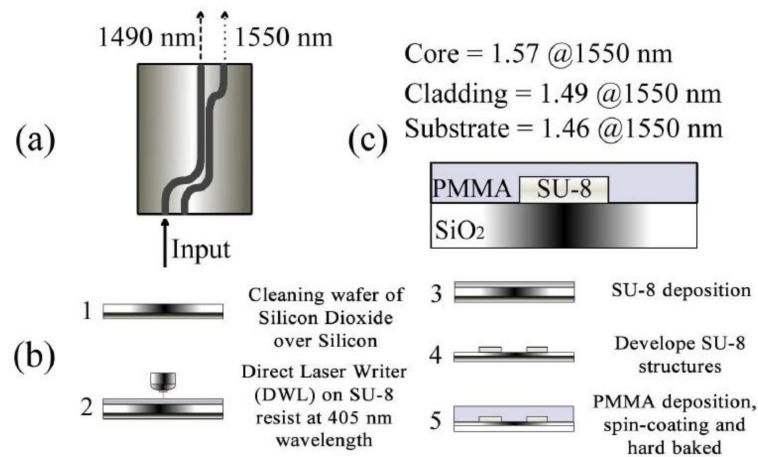 1490 nm 1550 nm
(a)
Input
Core = 1.57 @1550 nm
Cladding = 1.49 @1550 nm
Substrate = 1.46 @1550 nm
(c)
PMMA SU-8
SiO2
(b)
1 Cleaning wafer of
Silicon Dioxide
over Silicon
2 Direct Laser Writer
(DWL) on SU-8
resist at 405 nm
wavelength
3 SU-8 deposition
4 Develope SU-8
structures
5 PMMA deposition,
spin-coating and
hard baked